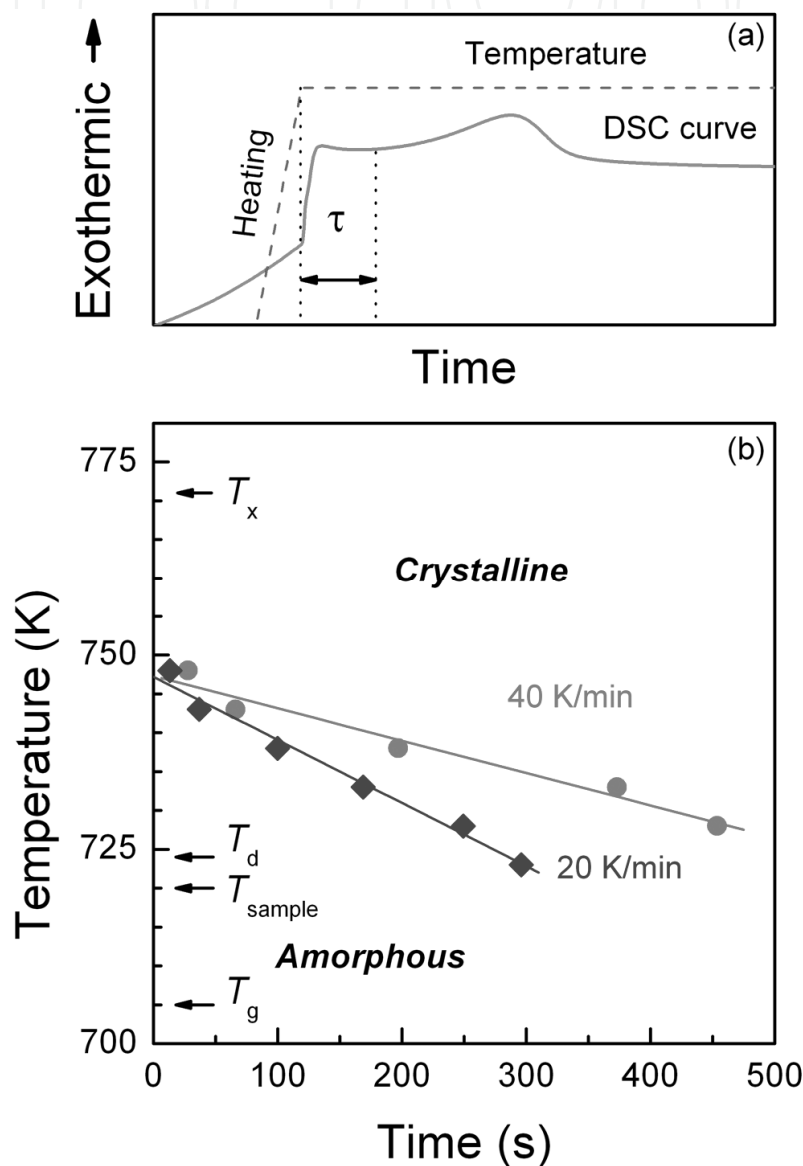 (a)
Exothermic
Temperature
DSC curve
Heating
τ
Time
(b)
Temperature (K)
775
750
725
700
Tx
Crystalline
40 K/min
Td
20 K/min
Tsample
Amorphous
Tg
0 100 200 300 400 500
Time (s)